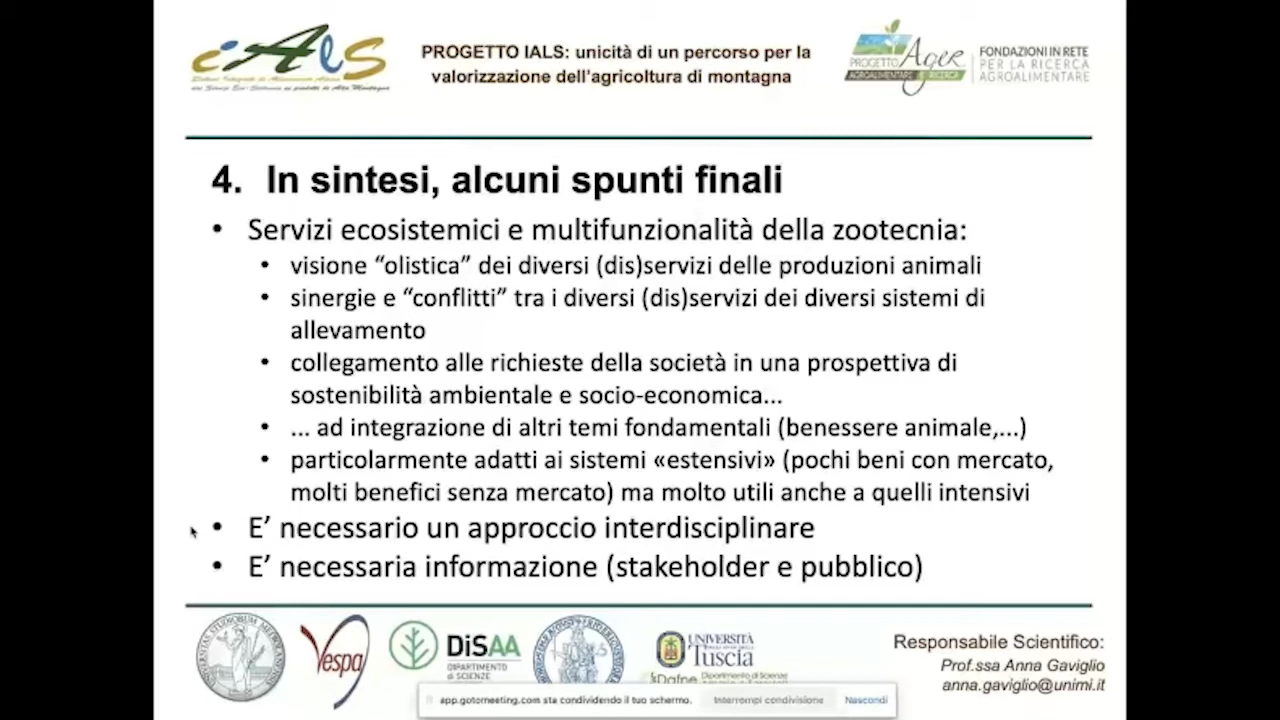 iALS
PROGETTO IALS: unicità di un percorso per la
valorizzazione dell'agricoltura di montagna
PROGETTO Ager
AGROALIMENTARE E RICERCA
FONDAZIONI IN RETE
PER LA RICERCA
AGROALIMENTARE
4. In sintesi, alcuni spunti finali
• Servizi ecosistemici e multifunzionalità della zootecnia:
• visione “olistica” dei diversi (dis)servizi delle produzioni animali
• sinergie e “conflitti” tra i diversi (dis)servizi dei diversi sistemi di
allevamento
• collegamento alle richieste della società in una prospettiva di
sostenibilità ambientale e socio-economica...
• ... ad integrazione di altri temi fondamentali (benessere animale,...)
• particolarmente adatti ai sistemi «estensivi» (pochi beni con mercato,
molti benefici senza mercato) ma molto utili anche a quelli intensivi
• E’ necessario un approccio interdisciplinare
• E’ necessaria informazione (stakeholder e pubblico)
Vespa
DiSAA
DIPARTIMENTO
DI SCIENZE
UNIVERSITÀ
Tuscia
Dafne Dipartimento di Scienze
Responsabile Scientifico:
Prof.ssa Anna Gaviglio
anna.gaviglio@unimi.it
app.gotomeeting.com sta condividendo il tuo schermo. Interrompi condivisione Nascondi